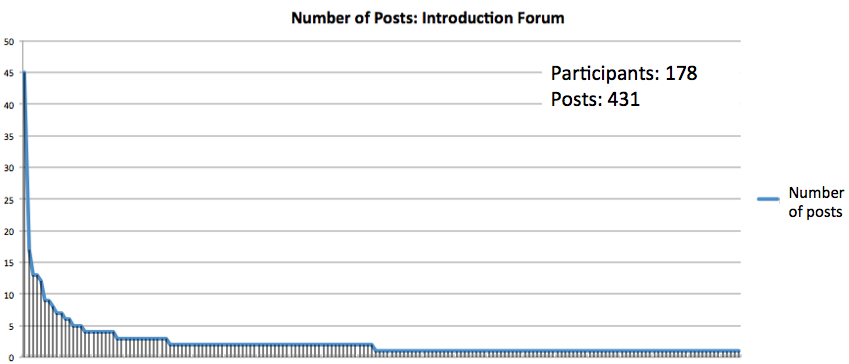 Number of Posts: Introduction Forum
50
45
40
35
30
25
20
15
10
5
0
Participants: 178
Posts: 431
Number
of posts